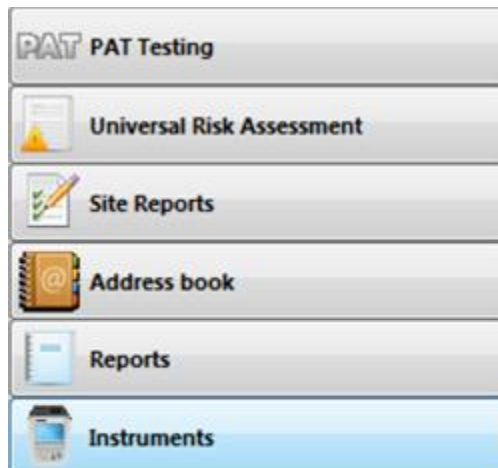 PAT PAT Testing
Universal Risk Assessment
Site Reports
@ Address book
Reports
Instruments